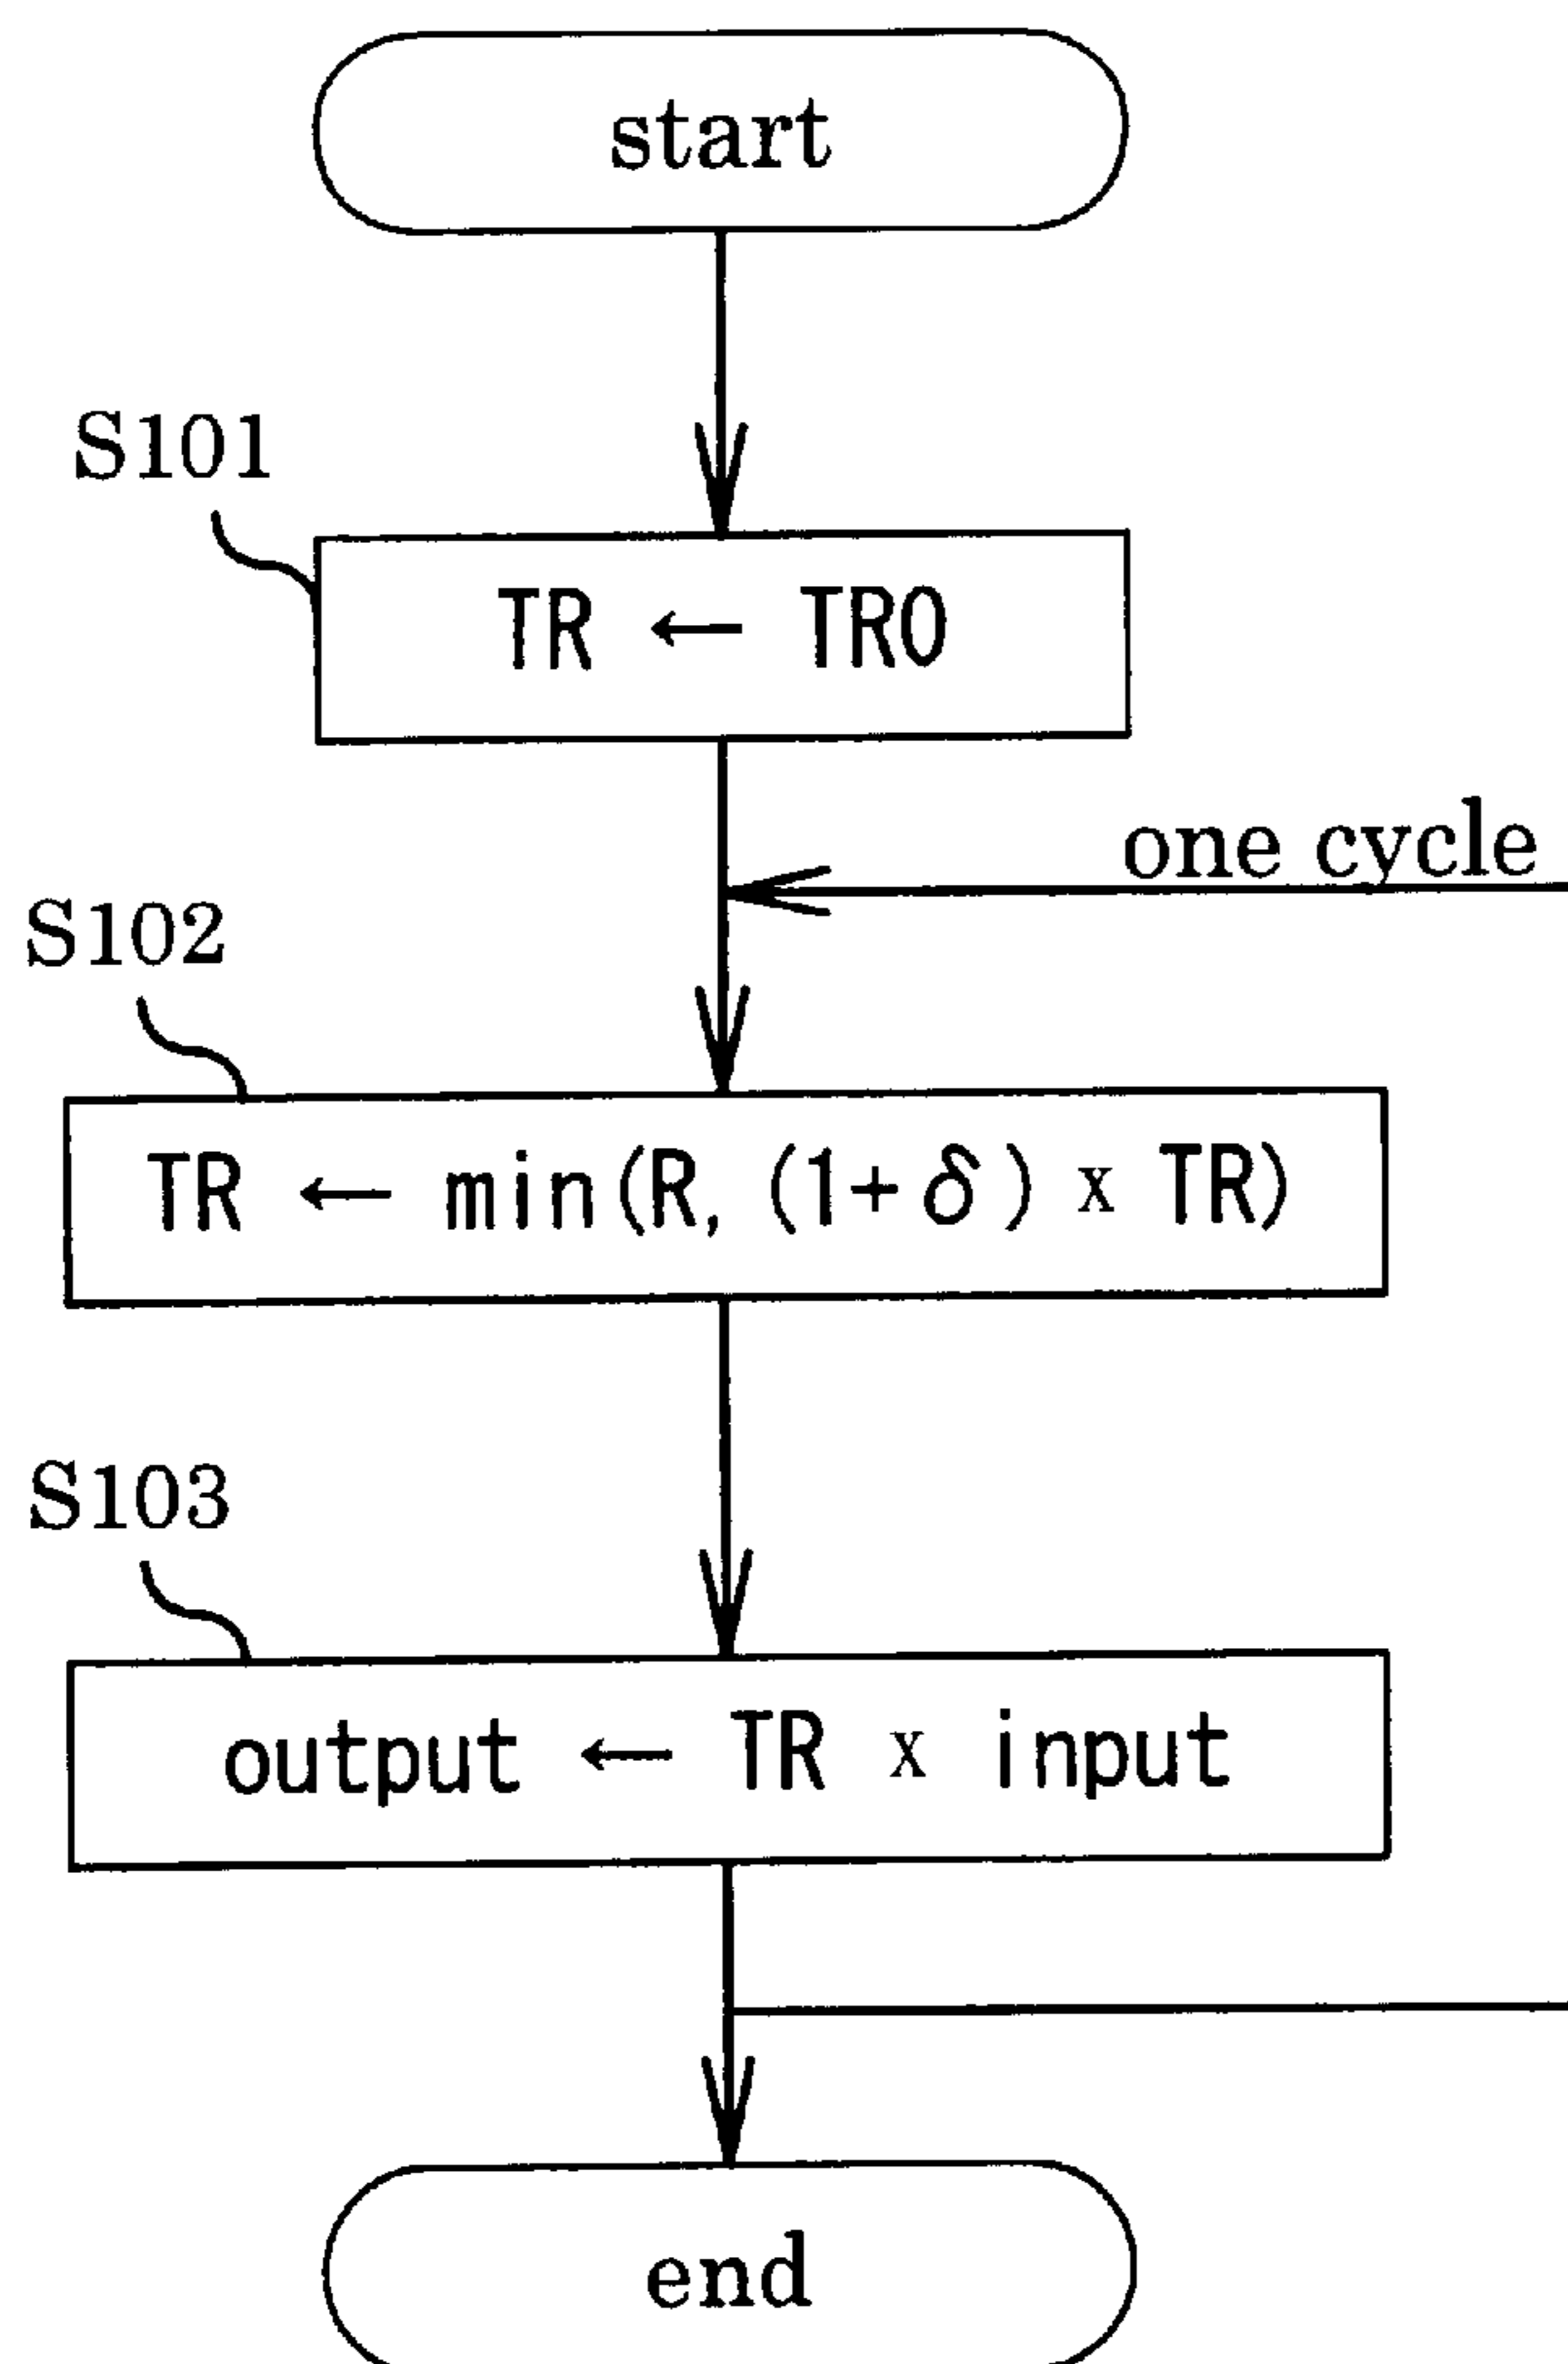 start
S101
TR ← TR0
one cycle
S102
TR ← min(R, (1+δ) x TR)
S103
output ← TR x input
end